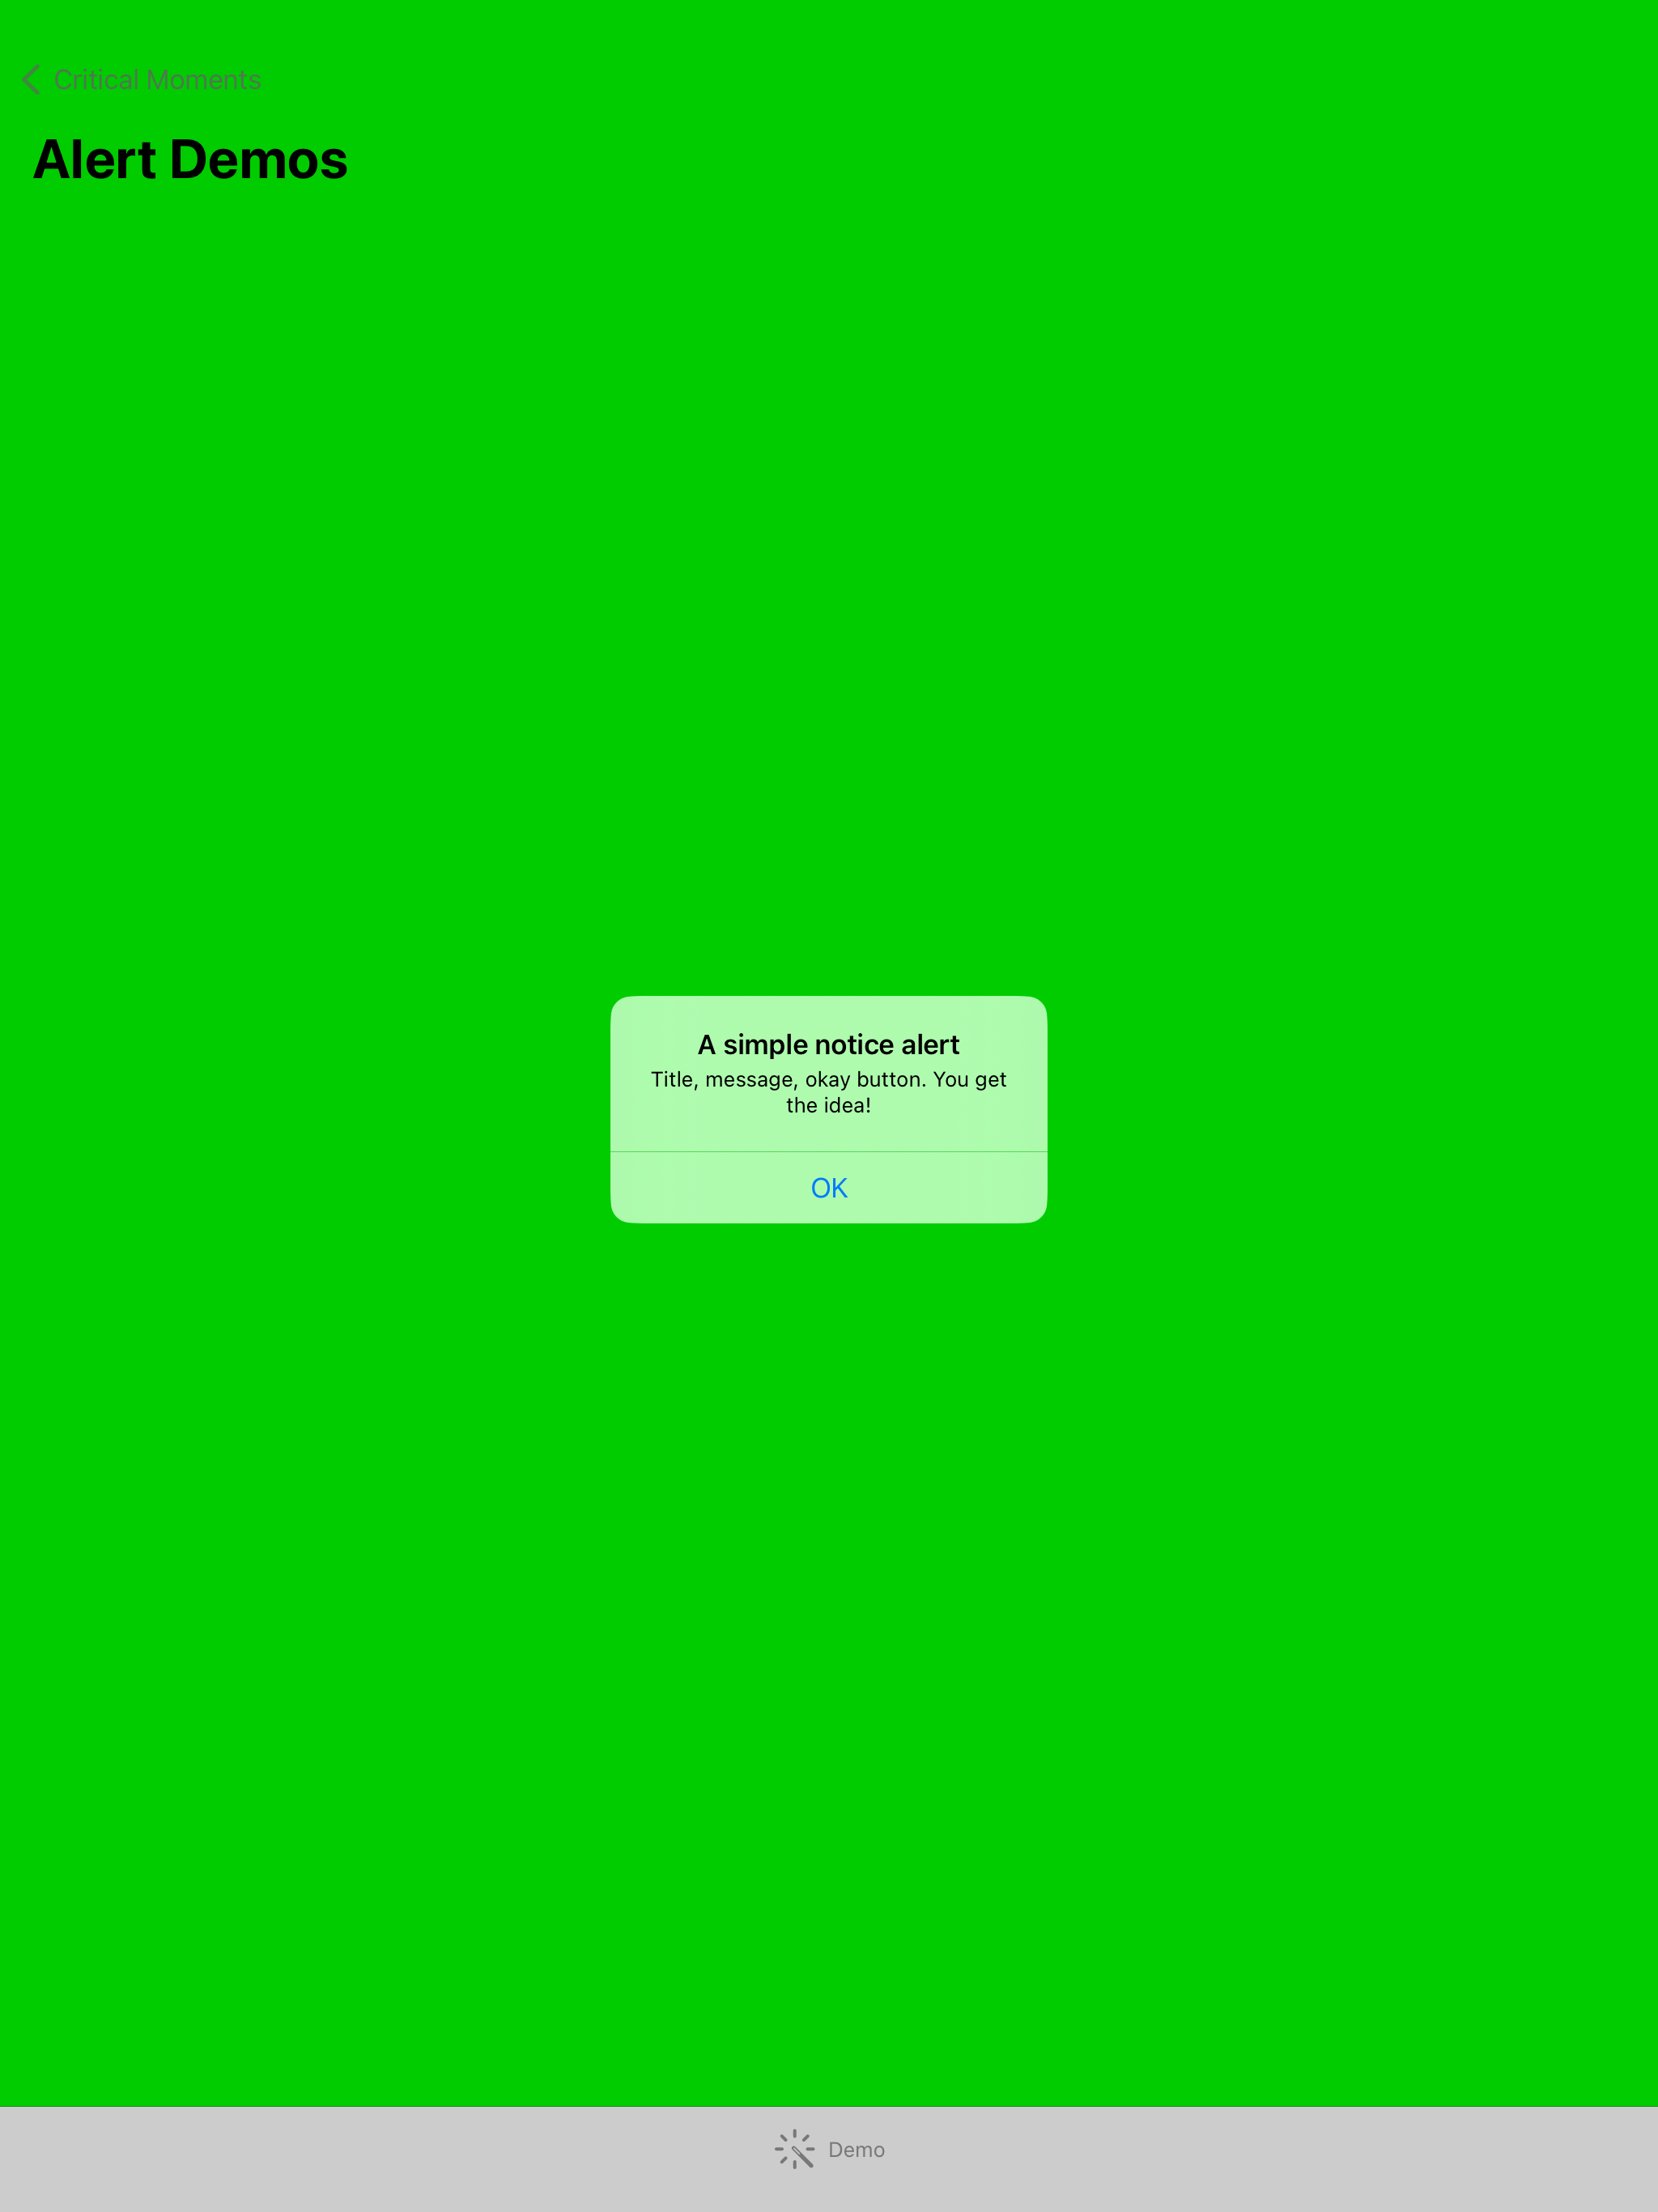 Critical Moments
Alert Demos
A simple notice alert
Title, message, okay button. You get
the idea!
OK
Demo